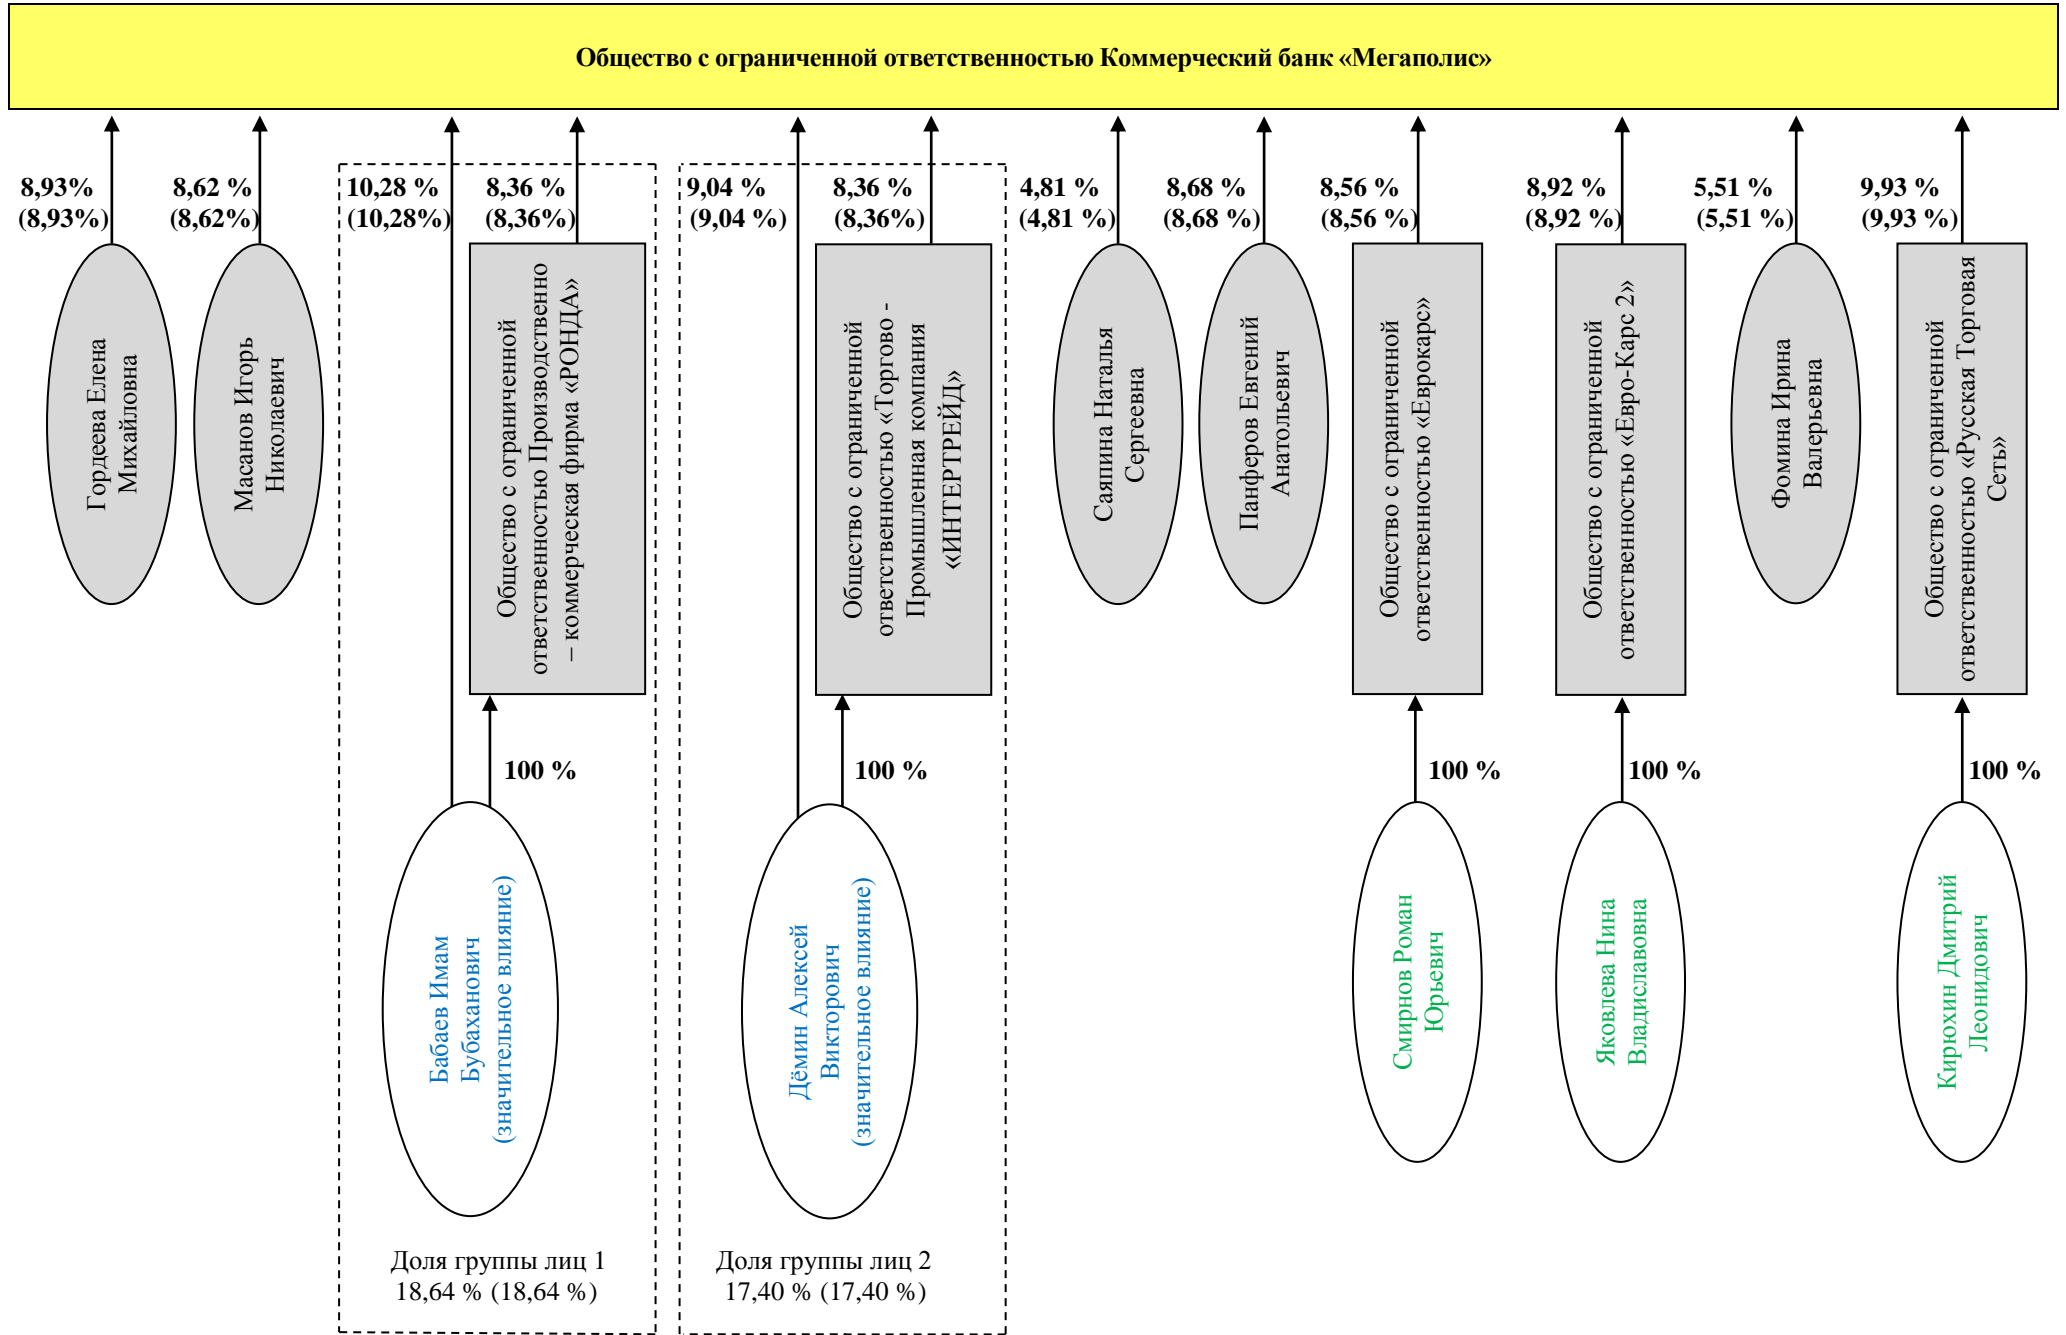 Общество с ограниченной ответственностью Коммерческий банк «Мегаполис»
8,93%
(8,93%)
8,62 %
(8,62%)
10,28 %
(10,28%)
8,36 %
(8,36%)
9,04 %
(9,04 %)
8,36 %
(8,36%)
4,81 %
(4,81 %)
8,68 %
(8,68 %)
8,56 %
(8,56 %)
8,92 %
(8,92 %)
5,51 %
(5,51 %)
9,93 %
(9,93 %)
Гордеева Елена
Михайловна
Масанов Игорь
Николаевич
Общество с ограниченной
ответственностью Производственно
– коммерческая фирма «РОНДА»
Общество с ограниченной
ответственностью «Торгово -
Промышленная компания
«ИНТЕРТРЕЙД»
Саяпина Наталья
Сергеевна
Панферов Евгений
Анатольевич
Общество с ограниченной
ответственностью «Еврокарс»
Общество с ограниченной
ответственностью «Евро-Карс 2»
Фомина Ирина
Валерьевна
Общество с ограниченной
ответственностью «Русская Торговая
Сеть»
100 %
100 %
100 %
100 %
100 %
Бабаев Имам
Бубаханович
(значительное влияние)
Дёмин Алексей
Викторович
(значительное влияние)
Смирнов Роман
Юрьевич
Яковлева Нина
Владиславовна
Кирюхин Дмитрий
Леонидович
Доля группы лиц 1
18,64 % (18,64 %)
Доля группы лиц 2
17,40 % (17,40 %)